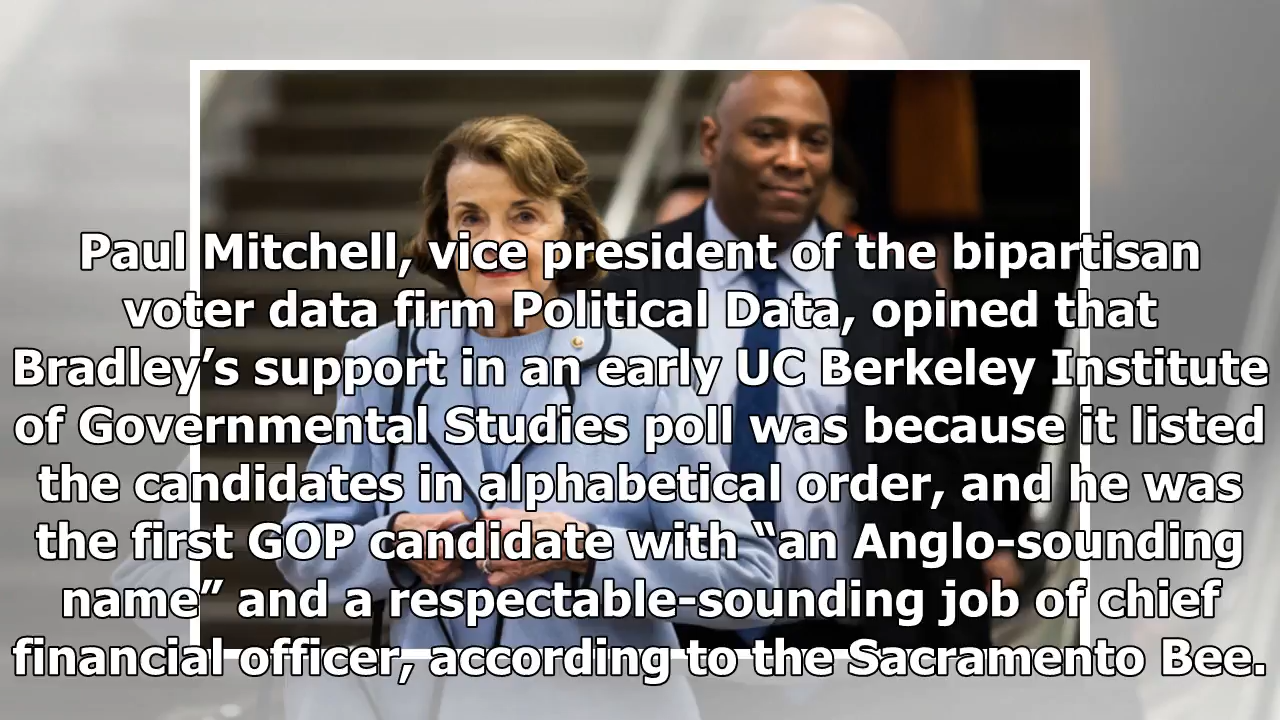 Paul Mitchell, vice president of the bipartisan
voter data firm Political Data, opined that
Bradley’s support in an early UC Berkeley Institute
of Governmental Studies poll was because it listed
the candidates in alphabetical order, and he was
the first GOP candidate with “an Anglo-sounding
name” and a respectable-sounding job of chief
financial officer, according to the Sacramento Bee.